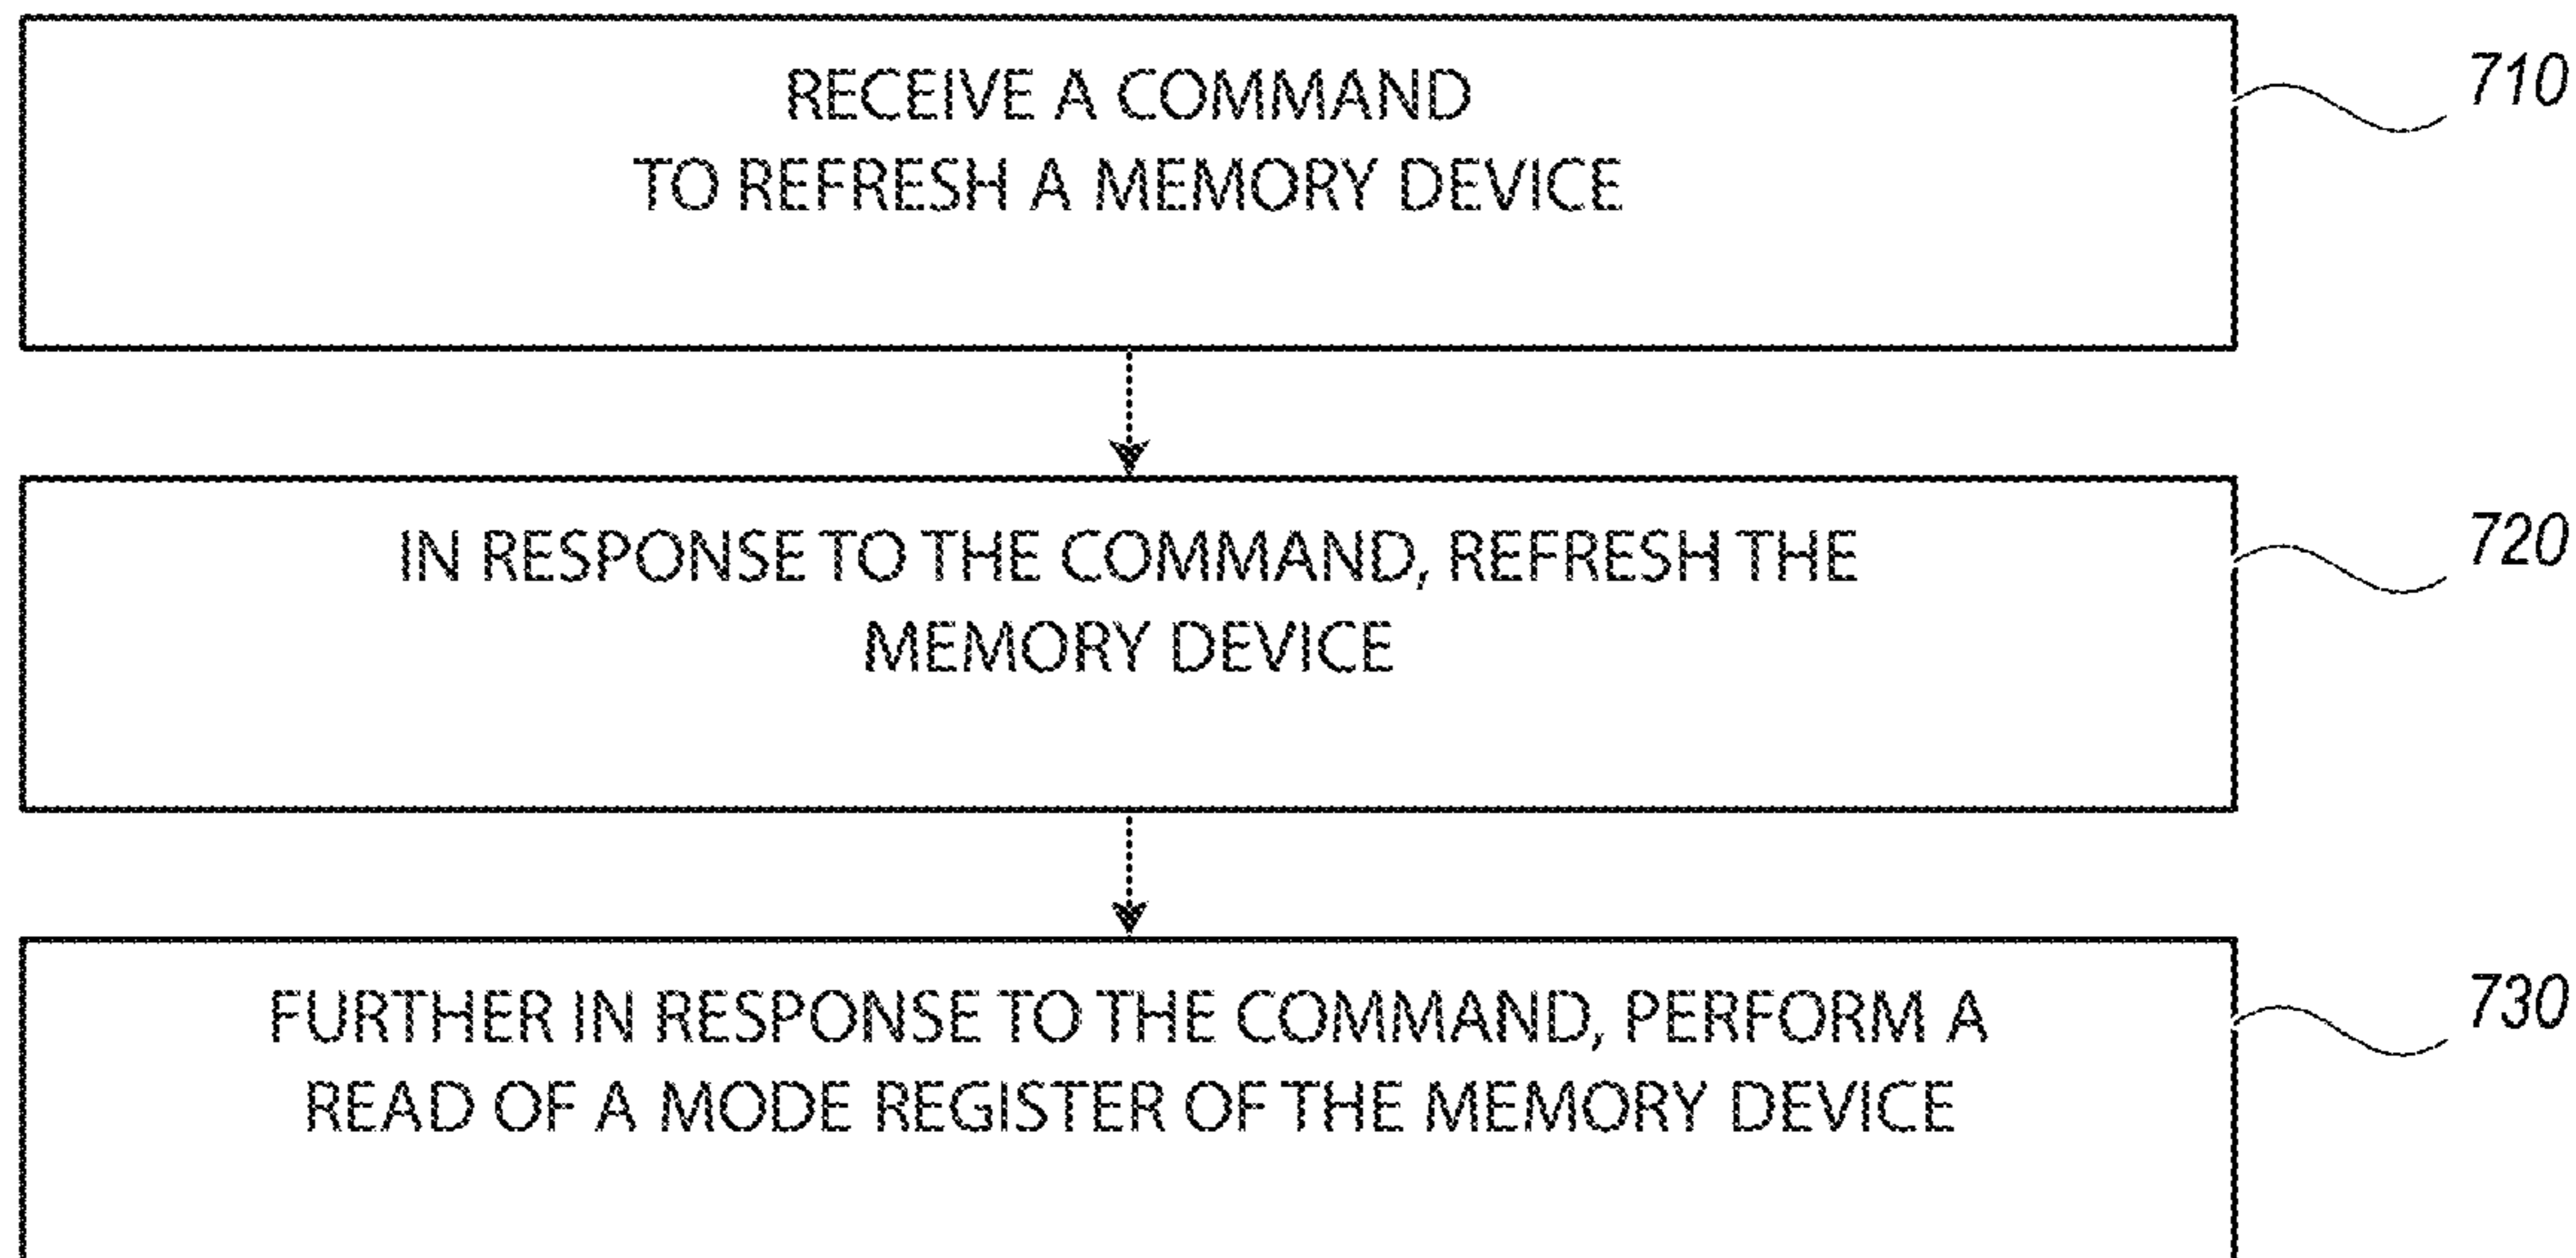 RECEIVE A COMMAND
TO REFRESH A MEMORY DEVICE
710
IN RESPONSE TO THE COMMAND, REFRESH THE
MEMORY DEVICE
720
FURTHER IN RESPONSE TO THE COMMAND, PERFORM A
READ OF A MODE REGISTER OF THE MEMORY DEVICE
730